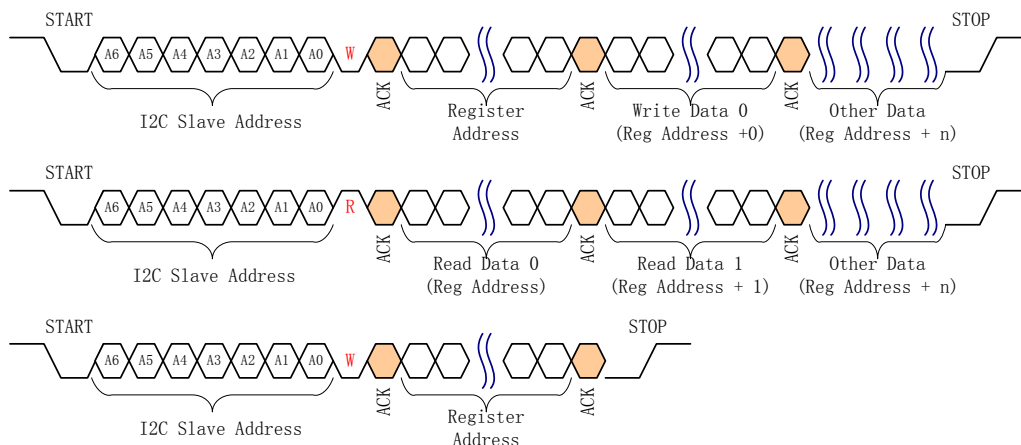 START STOP
A6 A5 A4 A3 A2 A1 A0 W
ACK ACK ACK
I2C Slave Address
Register Address
Write Data 0 (Reg Address +0)
Other Data (Reg Address + n)
START STOP
A6 A5 A4 A3 A2 A1 A0 R
ACK ACK ACK
I2C Slave Address
Read Data 0 (Reg Address)
Read Data 1 (Reg Address + 1)
Other Data (Reg Address + n)
START STOP
A6 A5 A4 A3 A2 A1 A0 W
ACK ACK
I2C Slave Address
Register Address